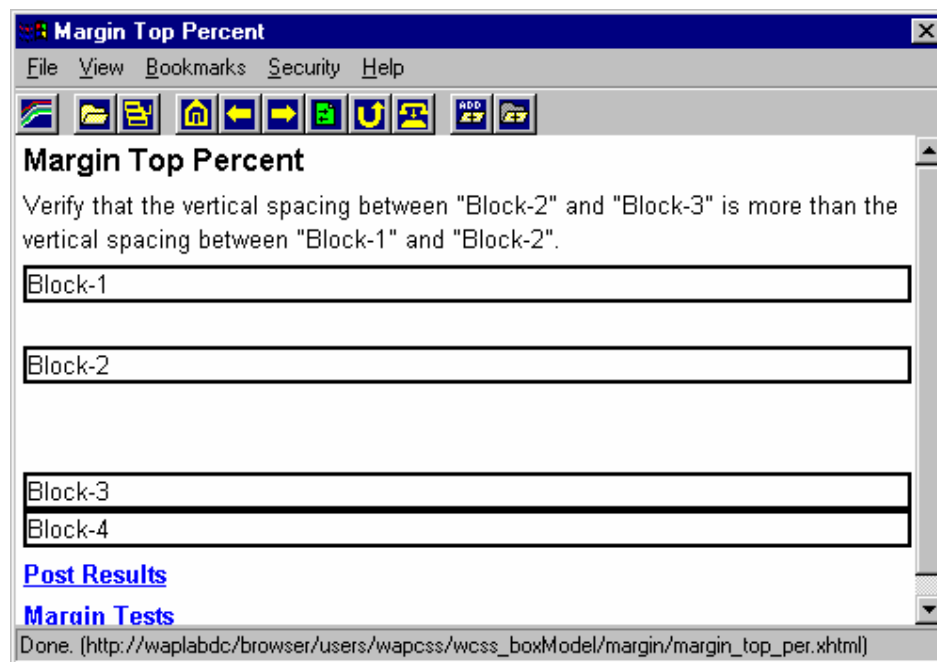 Margin Top Percent
File View Bookmarks Security Help
ADD
Margin Top Percent
Verify that the vertical spacing between "Block-2" and "Block-3" is more than the
vertical spacing between "Block-1" and "Block-2".
Block-1
Block-2
Block-3
Block-4
Post Results
Margin Tests
Done. (http://waplabdc/browser/users/wapcss/wcss_boxModel/margin/margin_top_per.xhtml)